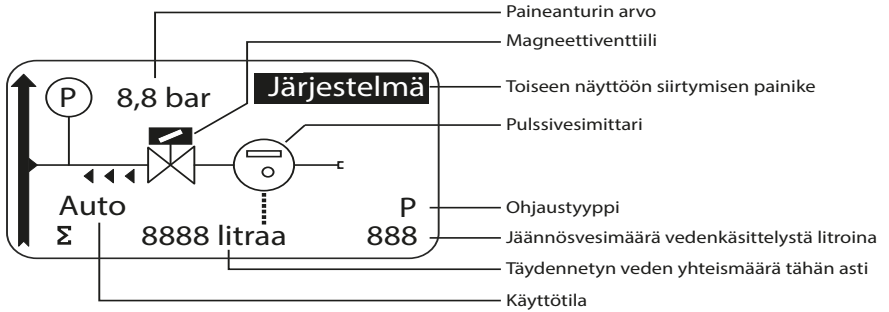 Paineanturin arvo
Magneettiventtiili
P
8,8 bar
Järjestelmä
Toiseen näyttöön siirtymisen painike
Pulssivesimittari
Auto
P
Ohjaustyyppi
Σ 8888 litraa 888
Jäännösvesimäärä vedenkäsittelystä litroina
Täydennetyn veden yhteismäärä tähän asti
Käyttötila